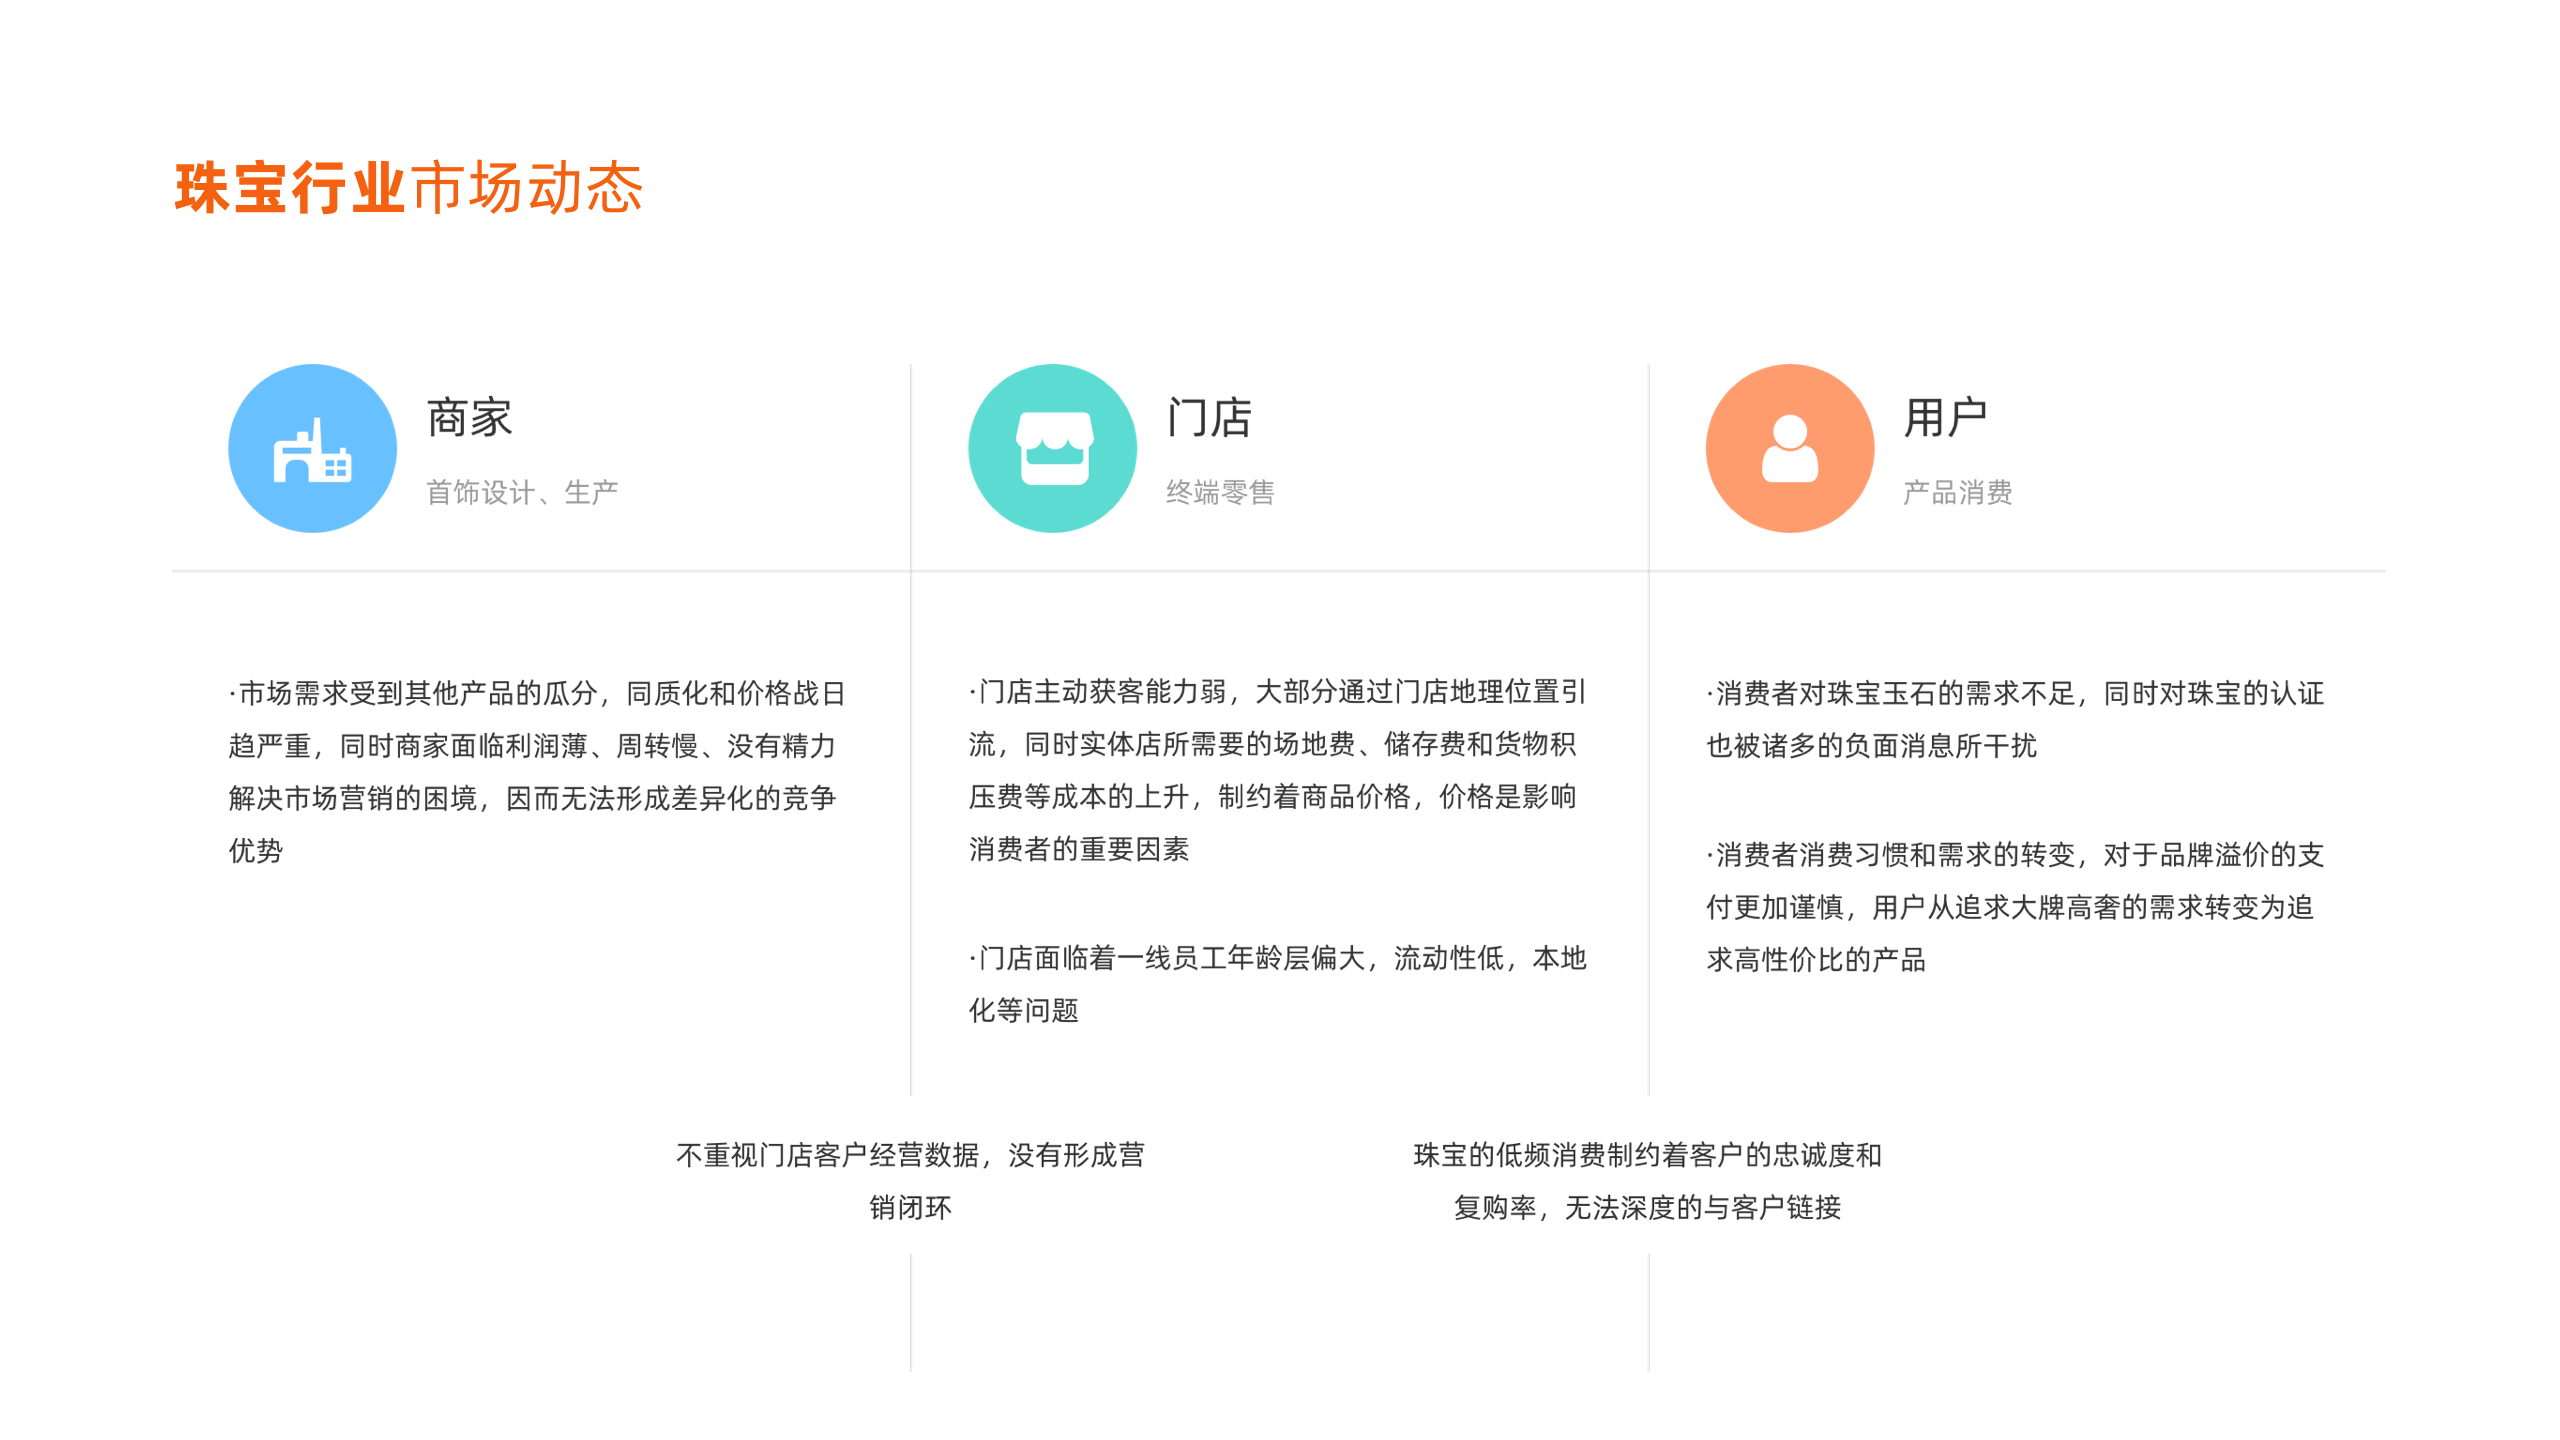 珠宝行业市场动态
商家
首饰设计、生产
门店
终端零售
用户
产品消费
·市场需求受到其他产品的瓜分，同质化和价格战日
趋严重，同时商家面临利润薄、周转慢、没有精力
解决市场营销的困境，因而无法形成差异化的竞争
优势
·门店主动获客能力弱，大部分通过门店地理位置引
流，同时实体店所需要的场地费、储存费和货物积
压费等成本的上升，制约着商品价格，价格是影响
消费者的重要因素
·门店面临着一线员工年龄层偏大，流动性低，本地
化等问题
·消费者对珠宝玉石的需求不足，同时对珠宝的认证
也被诸多的负面消息所干扰
·消费者消费习惯和需求的转变，对于品牌溢价的支
付更加谨慎，用户从追求大牌高奢的需求转变为追
求高性价比的产品
不重视门店客户经营数据，没有形成营
销闭环
珠宝的低频消费制约着客户的忠诚度和
复购率，无法深度的与客户链接